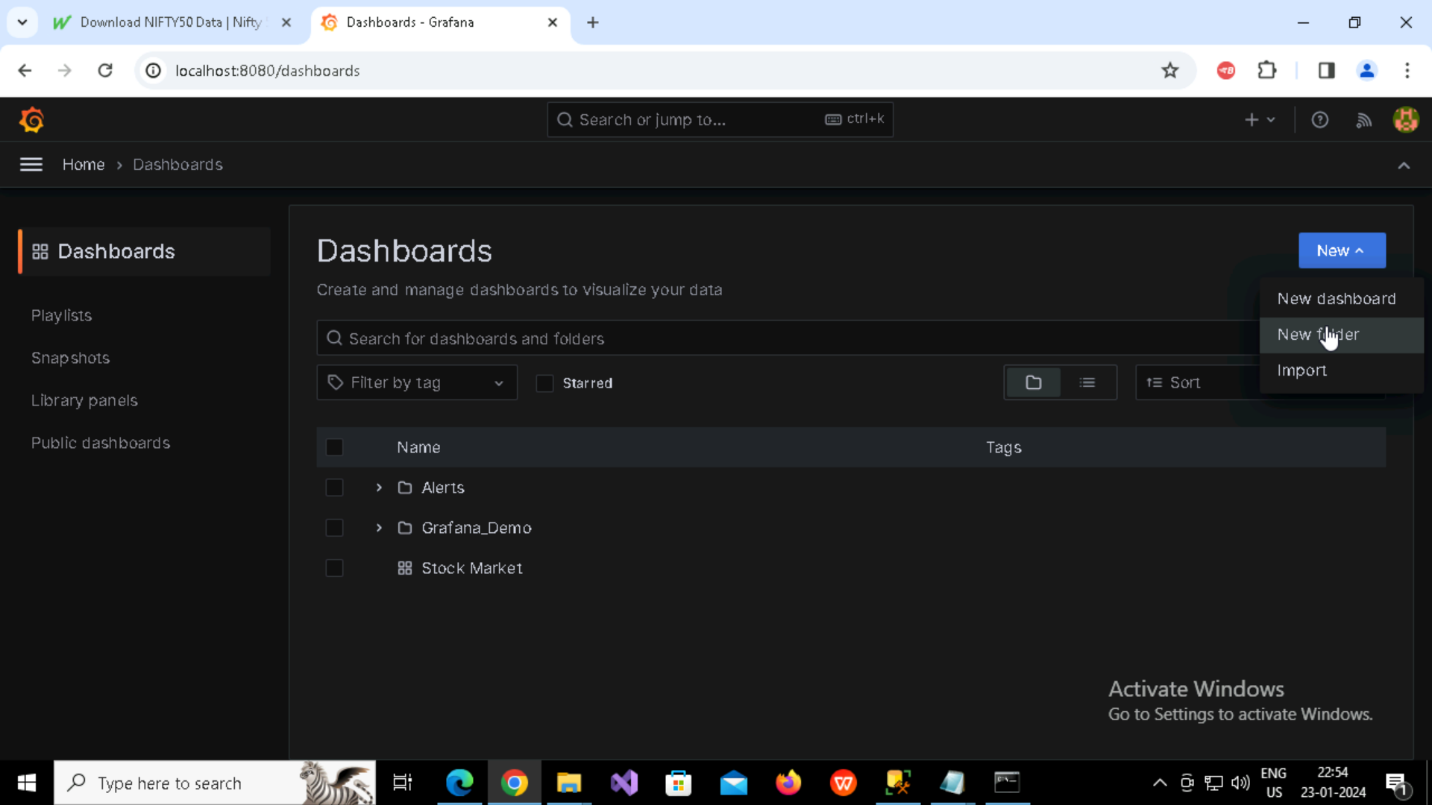 Download NIFTY50 Data | Nifty
Dashboards - Grafana
localhost:8080/dashboards
Search or jump to...
ctrl+k
Home › Dashboards
Dashboards
Playlists
Snapshots
Library panels
Public dashboards
Dashboards
Create and manage dashboards to visualize your data
New
New dashboard
New folder
Import
Search for dashboards and folders
Filter by tag
Starred
Sort
Name
Tags
Alerts
Grafana_Demo
Stock Market
Activate Windows
Go to Settings to activate Windows.
Type here to search
ENG
US
22:54
23-01-2024
1